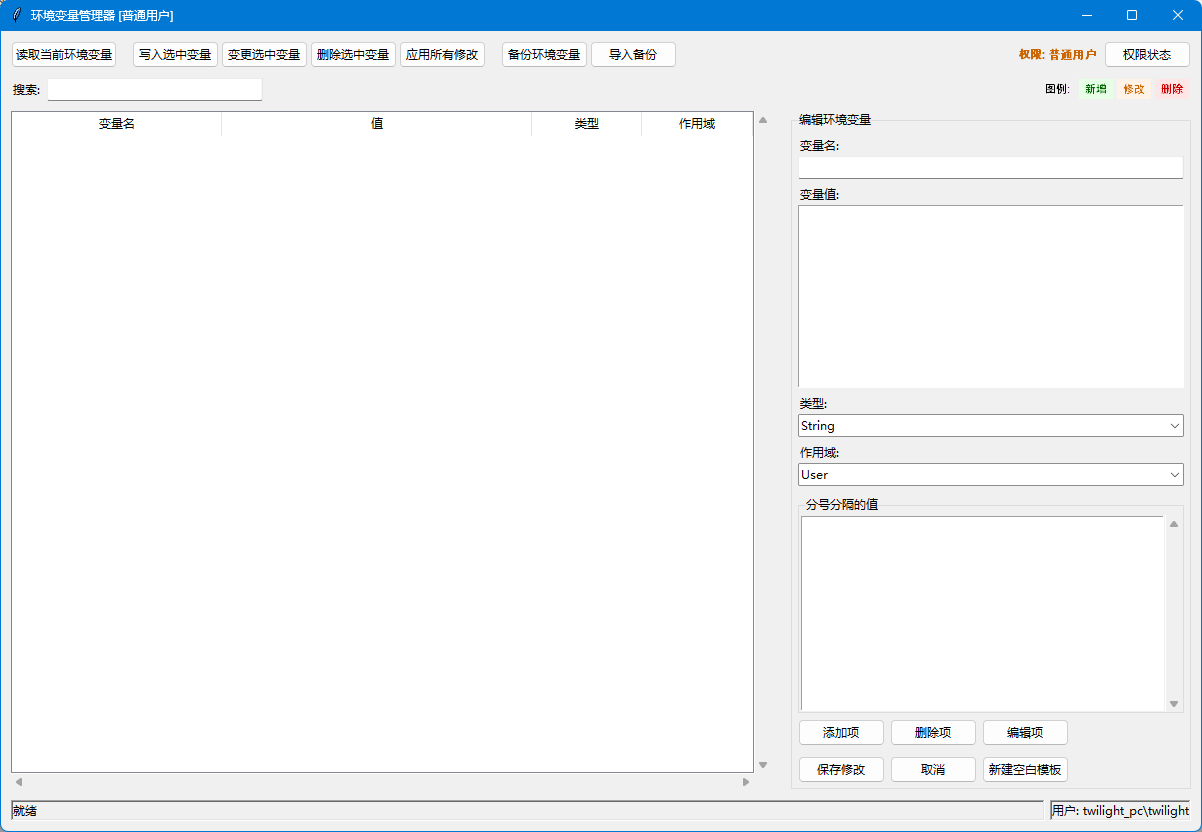 环境变量管理器 [普通用户]
读取当前环境变量 写入选中变量 变更选中变量 删除选中变量 应用所有修改 备份环境变量 导入备份 权限: 普通用户 权限状态
搜索: 图例: 新增 修改 删除
变量名 值 类型 作用域
编辑环境变量
变量名:
变量值:
类型:
String
作用域:
User
分号分隔的值
添加项 删除项 编辑项
保存修改 取消 新建空白模板
就绪 用户: twilight_pc\twilight